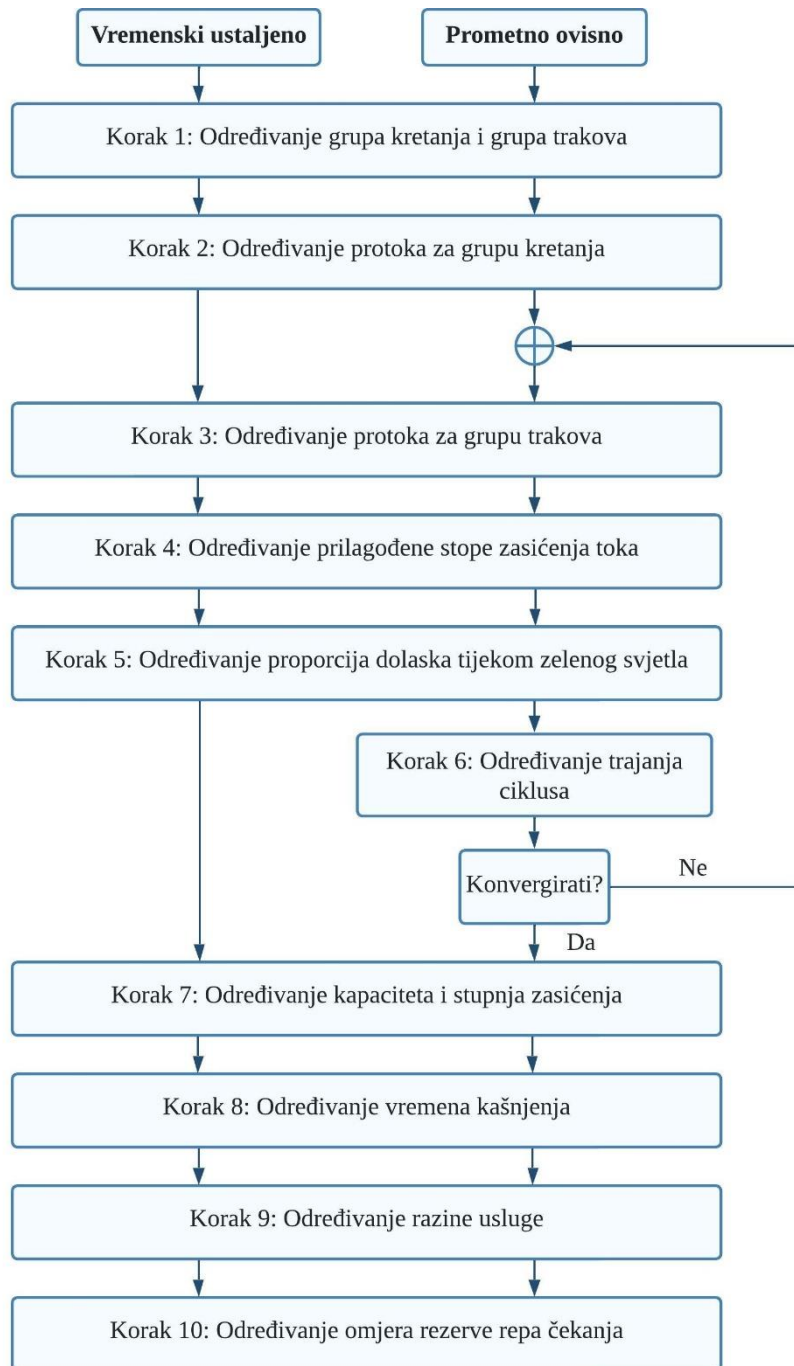 Vremenski ustaljeno
Prometno ovisno
Korak 1: Određivanje grupa kretanja i grupa trakova
Korak 2: Određivanje protoka za grupu kretanja
Korak 3: Određivanje protoka za grupu trakova
Korak 4: Određivanje prilagođene stope zasićenja toka
Korak 5: Određivanje proporcija dolaska tijekom zelenog svjetla
Korak 6: Određivanje trajanja
ciklusa
Konvergirati?
Ne
Da
Korak 7: Određivanje kapaciteta i stupnja zasićenja
Korak 8: Određivanje vremena kašnjenja
Korak 9: Određivanje razine usluge
Korak 10: Određivanje omjera rezerve repa čekanja